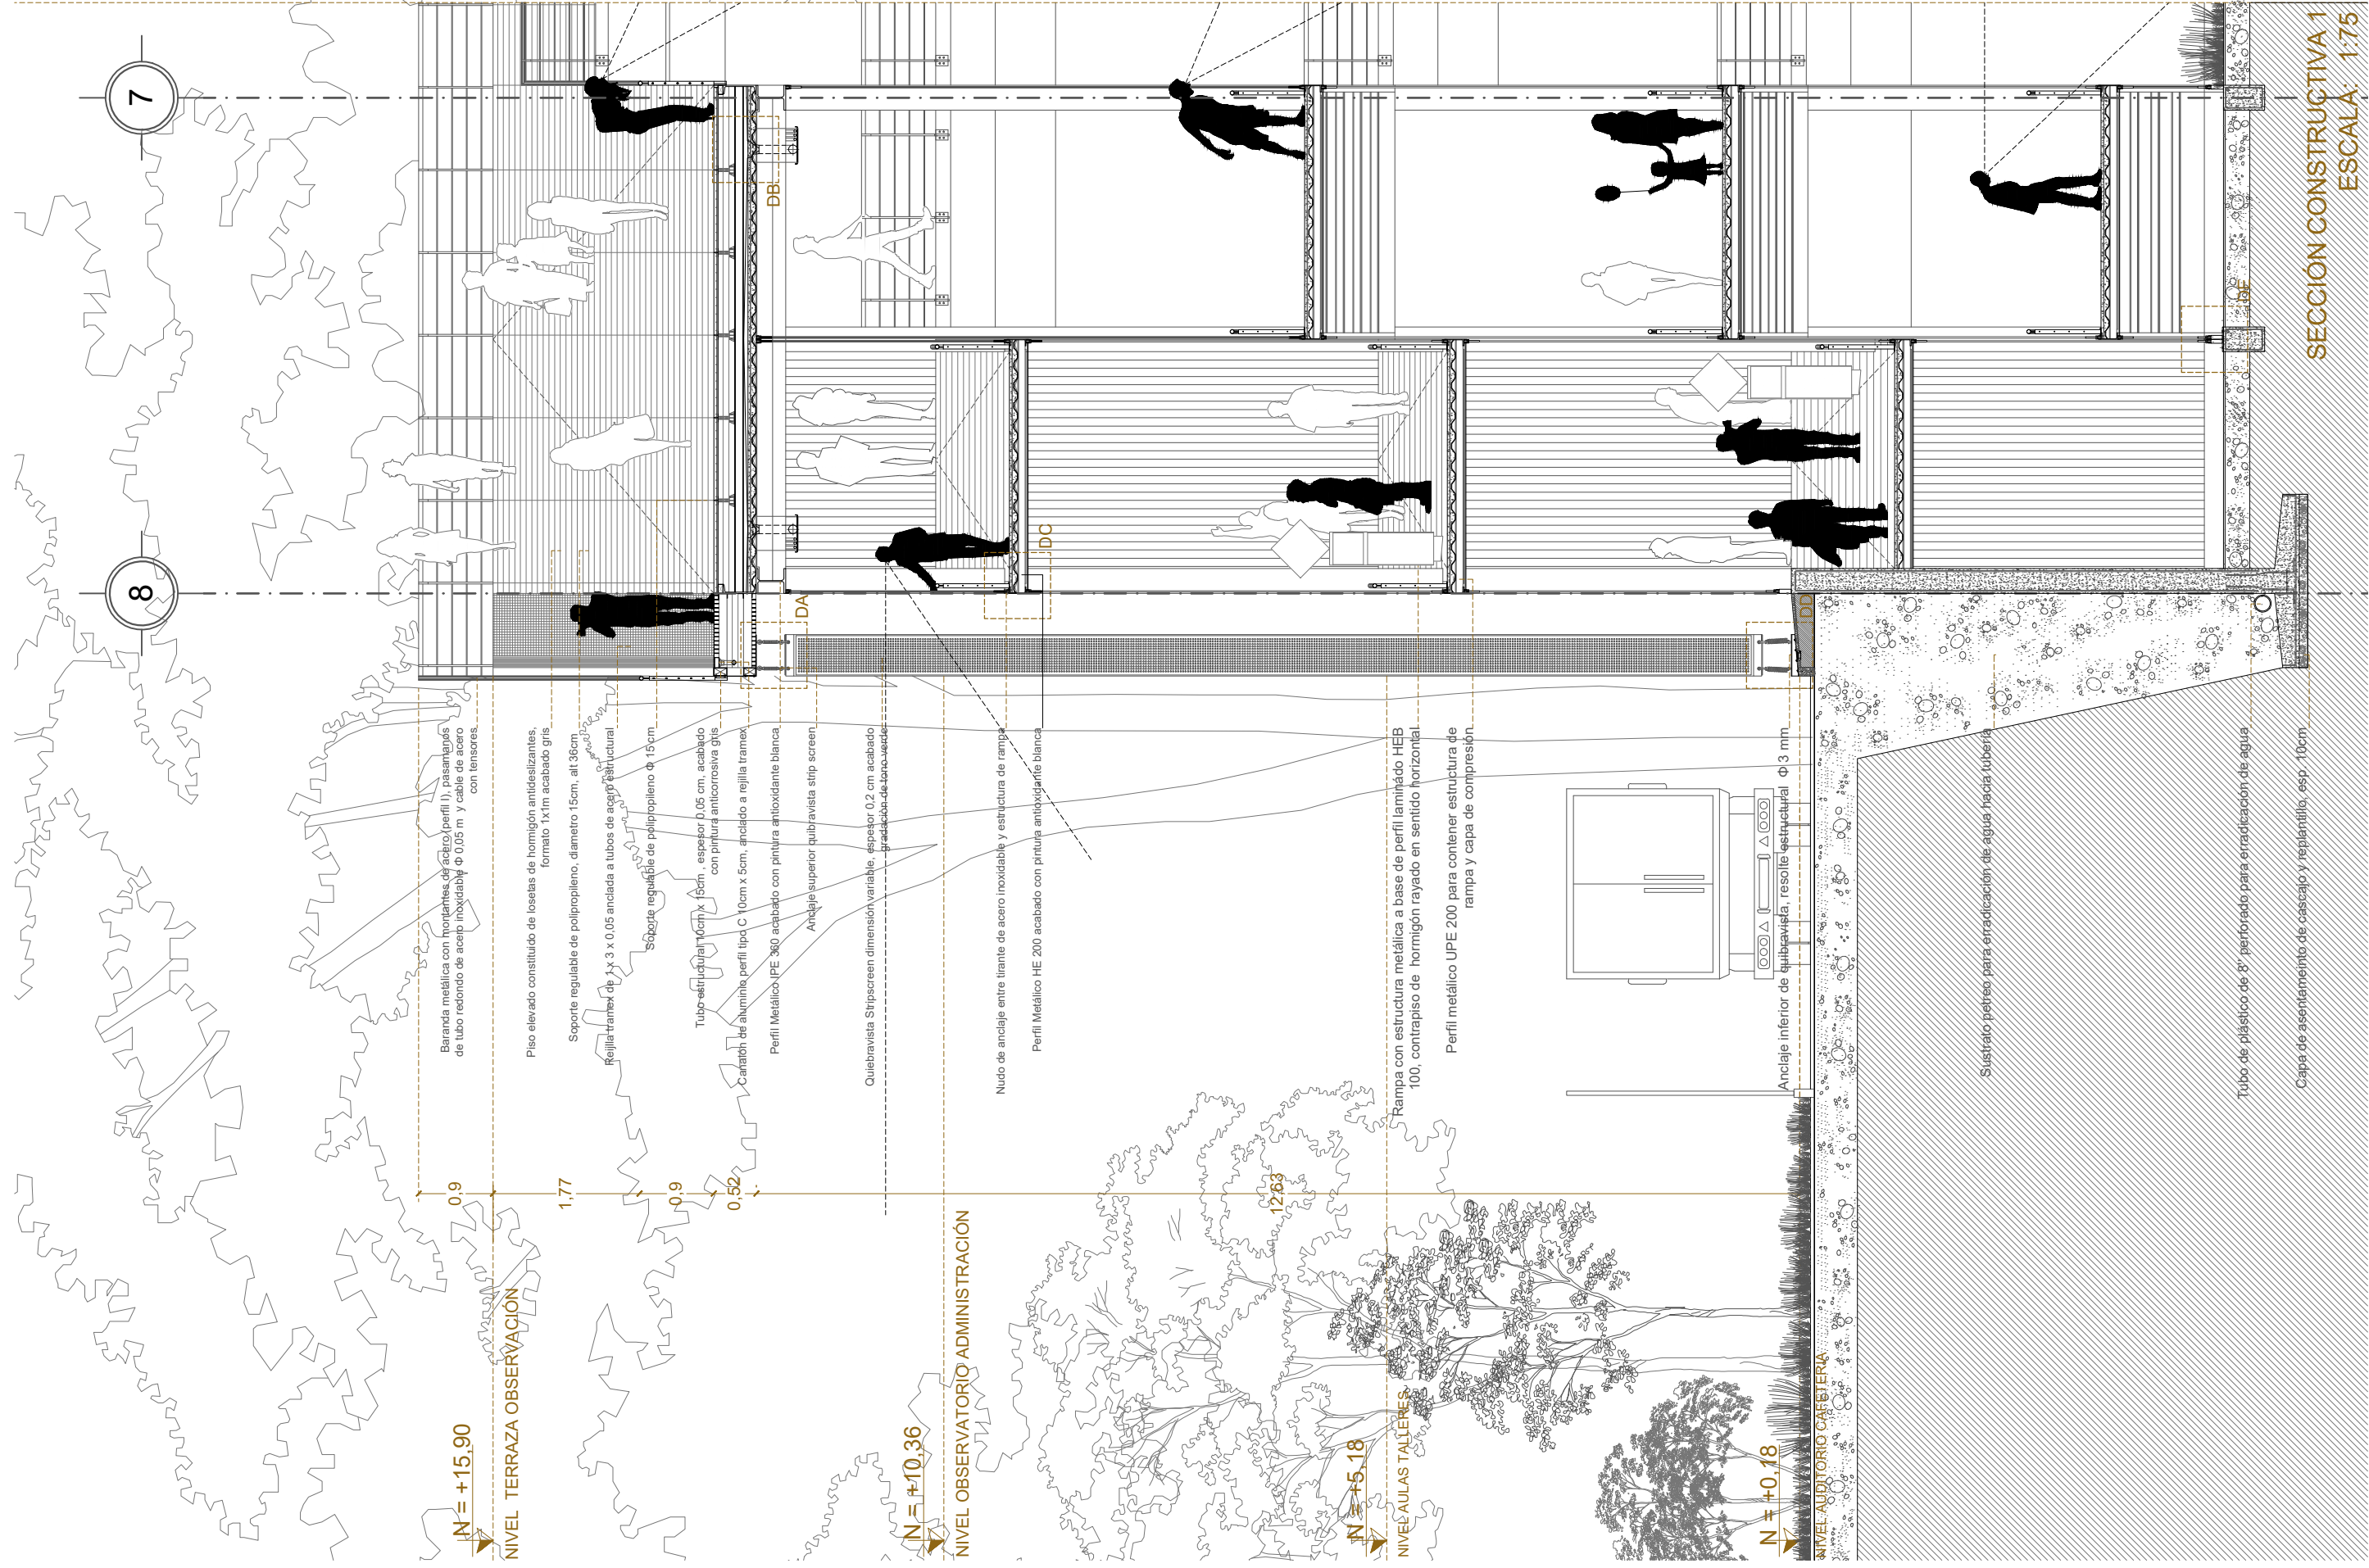 7
8
SECCIÓN CONSTRUCTIVA 1
ESCALA: 1:75
DB
DC
DA
DD
DE
Baranda metálica con montantes de acero (perfil I), pasamanos
de tubo redondo de acero inoxidable Φ 0,05 m y cable de acero
con tensores
Piso elevado constituido de losetas de hormigón antideslizantes,
formato 1x1m acabado gris
Soporte regulable de polipropileno, diametro 15cm, alt 36cm
Rejilla tramex de 1 x 3 x 0,05 anclada a tubos de acero estructural
Soporte regulable de polipropileno Φ 15 cm
Tubo estructural 10cm x 15cm , espesor 0,05 cm, acabado
con pintura anticorrosiva gris
Canalón de aluminio perfil tipo C 10cm x 5cm, anclado a rejilla tramex
Perfil Metálico IPE 360 acabado con pintura antioxidante blanca
Anclaje superior quibravista strip screen
Quiebravista Stripscreen dimensión variable, espesor 0,2 cm acabado
gradación de tono verde
Nudo de anclaje entre tirante de acero inoxidable y estructura de rampa
Perfil Metálico HE 200 acabado con pintura antioxidante blanca
Rampa con estructura metálica a base de perfil laminádo HEB
100, contrapiso de hormigón rayado en sentido horizontal
Perfil metálico UPE 200 para contener estructura de
rampa y capa de compresión
Anclaje inferior de quibravista, resolte estructural Φ 3 mm
Sustrato petreo para erradicación de agua hacia tubería
Tubo de plástico de 8" perforado para erradicación de agua
Capa de asentameinto de cascajo y replantillo, esp. 10cm
0,9
1,77
0,9
0,52
12,63
N = +15,90
NIVEL TERRAZA OBSERVACIÓN
N = +10,36
NIVEL OBSERVATORIO ADMINISTRACIÓN
N = +5,18
NIVEL AULAS TALLERES
N = +0,18
NIVEL AUDITORIO CAFETERIA